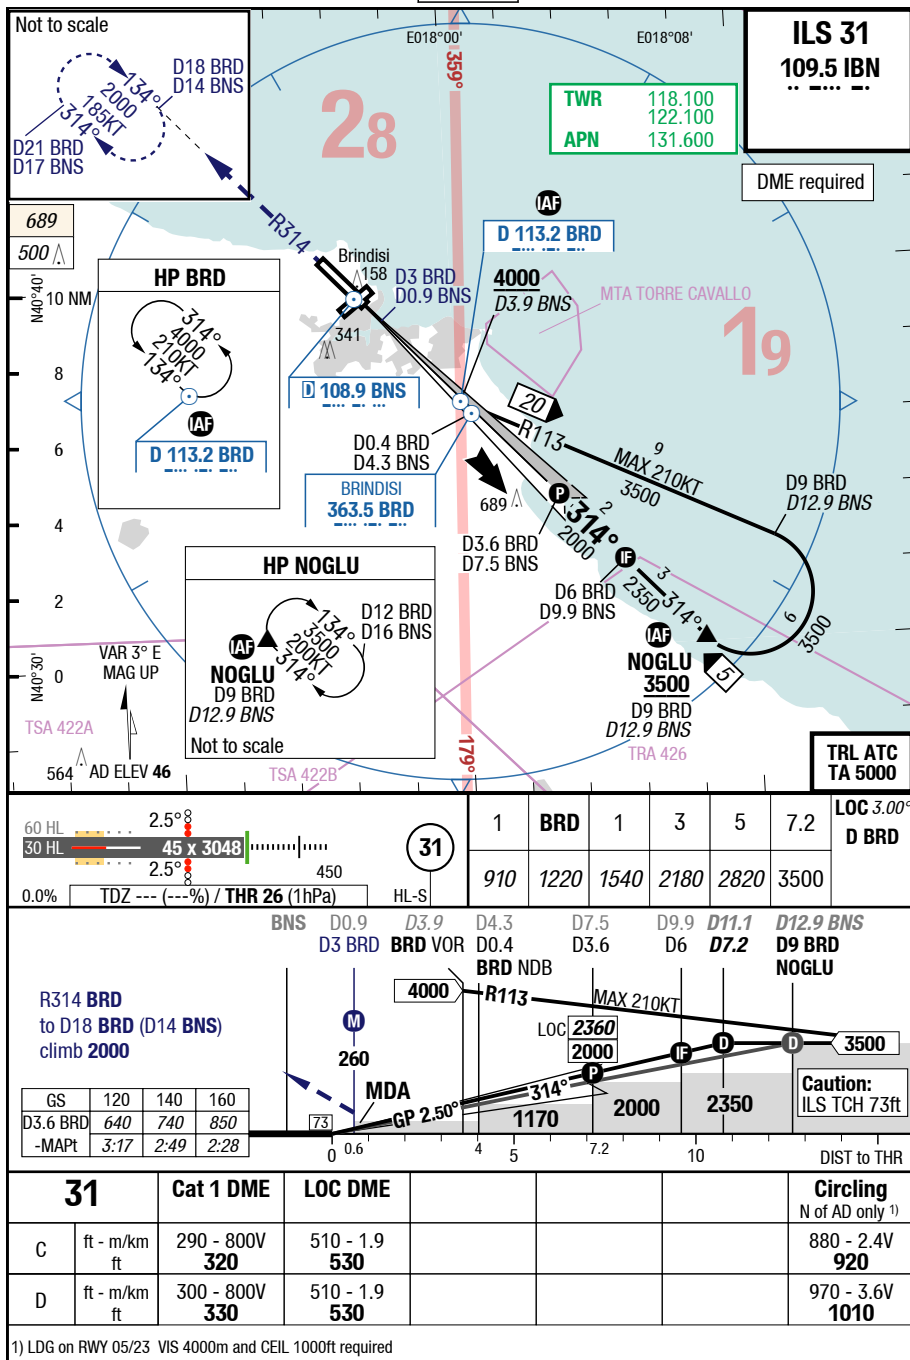 Not to scale
134°
2000
185KT
314°
D18 BRD
D14 BNS
D21 BRD
D17 BNS
E018°00'
E018°08'
359°
ILS 31
109.5 IBN
TWR 118.100
122.100
APN 131.600
DME required
28
19
689
500
R314
IAF
D 113.2 BRD
4000
D3.9 BNS
Brindisi
158
D3 BRD
D0.9 BNS
341
MTA TORRE CAVALLO
N40°40'
10 NM
8
6
4
2
0
N40°30'
HP BRD
314°
4000
210KT
134°
IAF
D 113.2 BRD
D 108.9 BNS
D0.4 BRD
D4.3 BNS
BRINDISI
363.5 BRD
20
R113
9
MAX 210KT
3500
D9 BRD
D12.9 BNS
689
P
2
314°
2000
D3.6 BRD
D7.5 BNS
IF
D6 BRD
D9.9 BNS
3
314°
2350
6
3500
IAF
NOGLU
3500
D9 BRD
D12.9 BNS
5
HP NOGLU
134°
3500
200KT
314°
D12 BRD
D16 BNS
IAF
NOGLU
D9 BRD
D12.9 BNS
Not to scale
VAR 3° E
MAG UP
TSA 422A
564
AD ELEV 46
TSA 422B
179°
TRA 426
TRL ATC
TA 5000
60 HL
30 HL
2.5°
45 x 3048
2.5°
450
31
0.0%
TDZ --- (---%) / THR 26 (1hPa)
HL-S
1 BRD 1 3 5 7.2
LOC 3.00°
D BRD
910 1220 1540 2180 2820 3500
BNS D0.9 D3.9 D4.3 D7.5 D9.9 D11.1 D12.9 BNS
D3 BRD BRD VOR D0.4 D3.6 D6 D7.2 D9 BRD
BRD NDB NOGLU
R314 BRD
to D18 BRD (D14 BNS)
climb 2000
4000
R113
MAX 210KT
M
260
LOC 2360
2000
IF
D
D
3500
P
MDA
73
GP 2.50°
314°
1170
2000
2350
Caution:
ILS TCH 73ft
GS 120 140 160
D3.6 BRD 640 740 850
-MAPt 3:17 2:49 2:28
0 0.6 4 5 7.2 10 DIST to THR
31 Cat 1 DME LOC DME Circling
N of AD only 1)
C ft - m/km 290 - 800V 510 - 1.9 880 - 2.4V
ft 320 530 920
D ft - m/km 300 - 800V 510 - 1.9 970 - 3.6V
ft 330 530 1010
1) LDG on RWY 05/23 VIS 4000m and CEIL 1000ft required